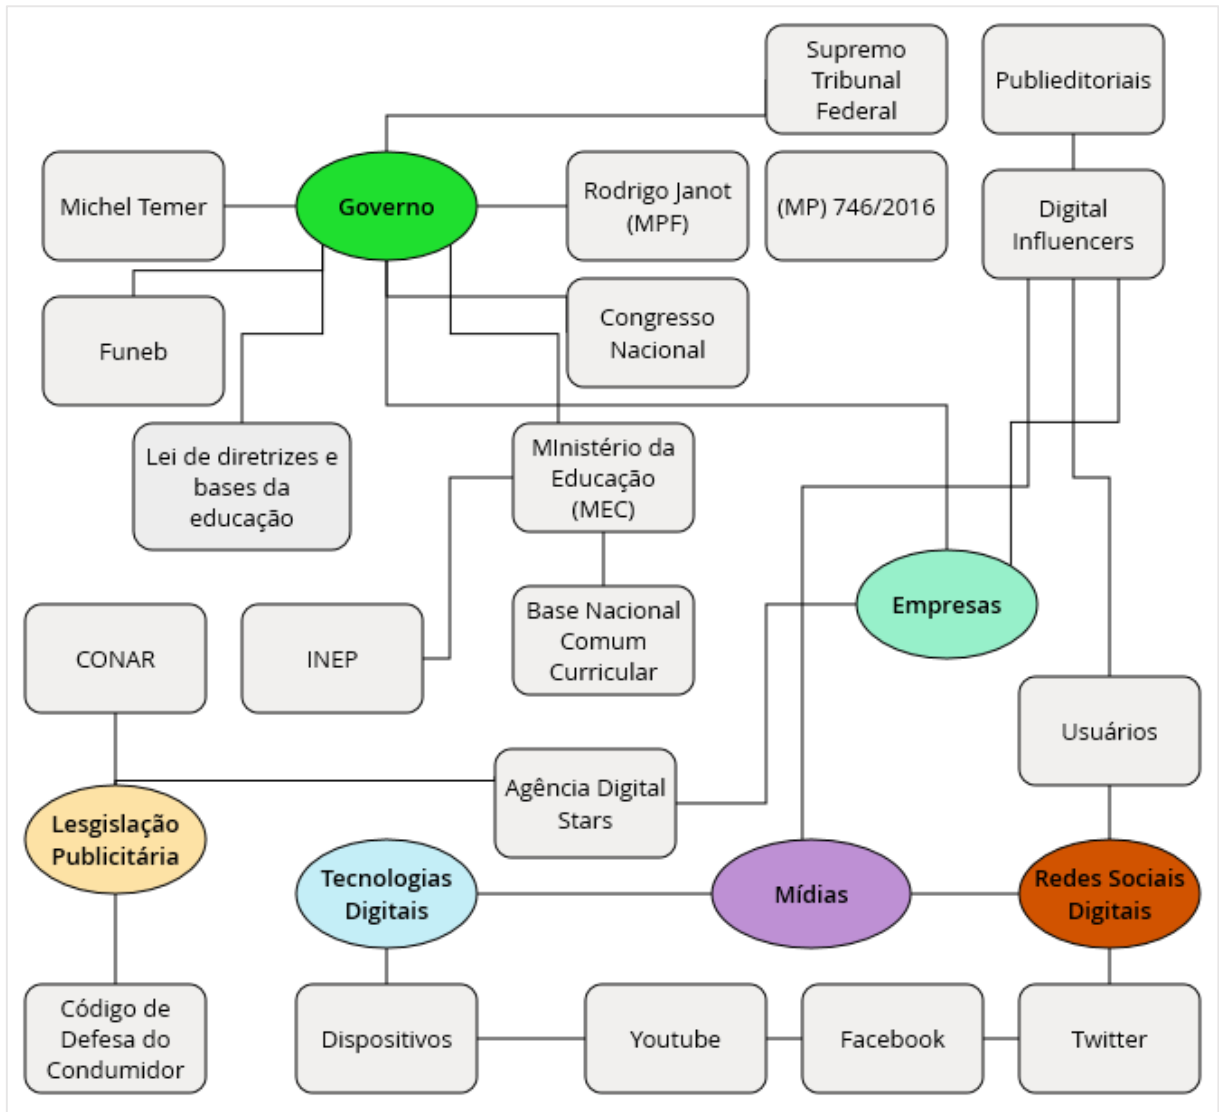 Supremo
Tribunal
Federal
Publieditoriais
Michel Temer
Governo
Rodrigo Janot
(MPF)
(MP) 746/2016
Digital
Influencers
Funeb
Congresso
Nacional
Lei de diretrizes e
bases da
educação
MInistério da
Educação
(MEC)
Empresas
Base Nacional
Comum
Curricular
CONAR
INEP
Usuários
Agência Digital
Stars
Lesgislação
Publicitária
Tecnologias
Digitais
Mídias
Redes Sociais
Digitais
Código de
Defesa do
Condumidor
Dispositivos
Youtube
Facebook
Twitter